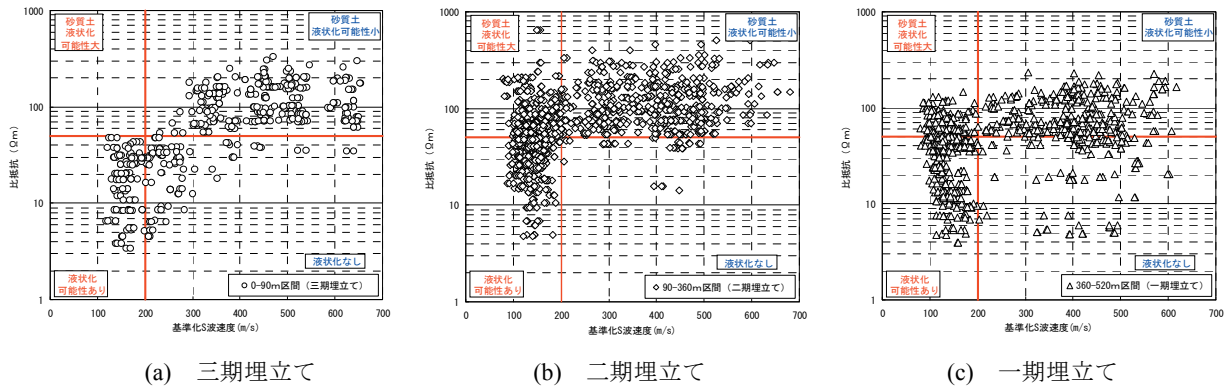 1000
100
10
1
比抵抗 (Ωm)
砂質土
液状化
可能性大
砂質土
液状化可能性小
液状化
可能性あり
液状化なし
0-90m区間 (三期埋立て)
0 100 200 300 400 500 600 700
基準化S波速度(m/s)
(a) 三期埋立て
1000
100
10
1
比抵抗 (Ωm)
砂質土
液状化
可能性大
砂質土
液状化可能性小
液状化
可能性あり
液状化なし
90-360m区間 (二期埋立て)
0 100 200 300 400 500 600 700
基準化S波速度(m/s)
(b) 二期埋立て
1000
100
10
1
比抵抗 (Ωm)
砂質土
液状化
可能性大
砂質土
液状化可能性小
液状化
可能性あり
液状化なし
360-520m区間 (一期埋立て)
0 100 200 300 400 500 600 700
基準化S波速度(m/s)
(c) 一期埋立て